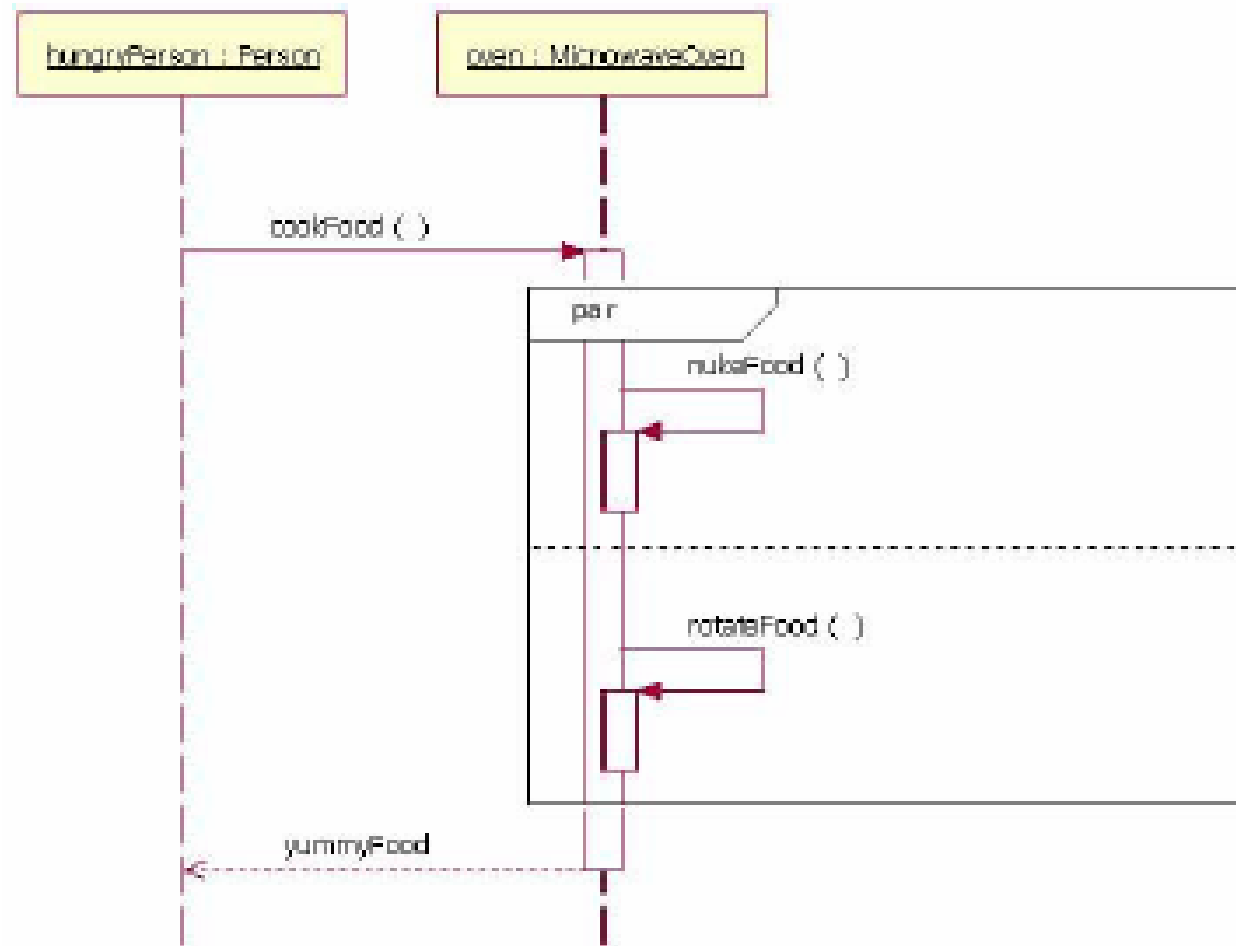 hungryPerson : Person
oven : MicrowaveOven
cookFood ( )
par
nukeFood ( )
rotateFood ( )
yummyFood